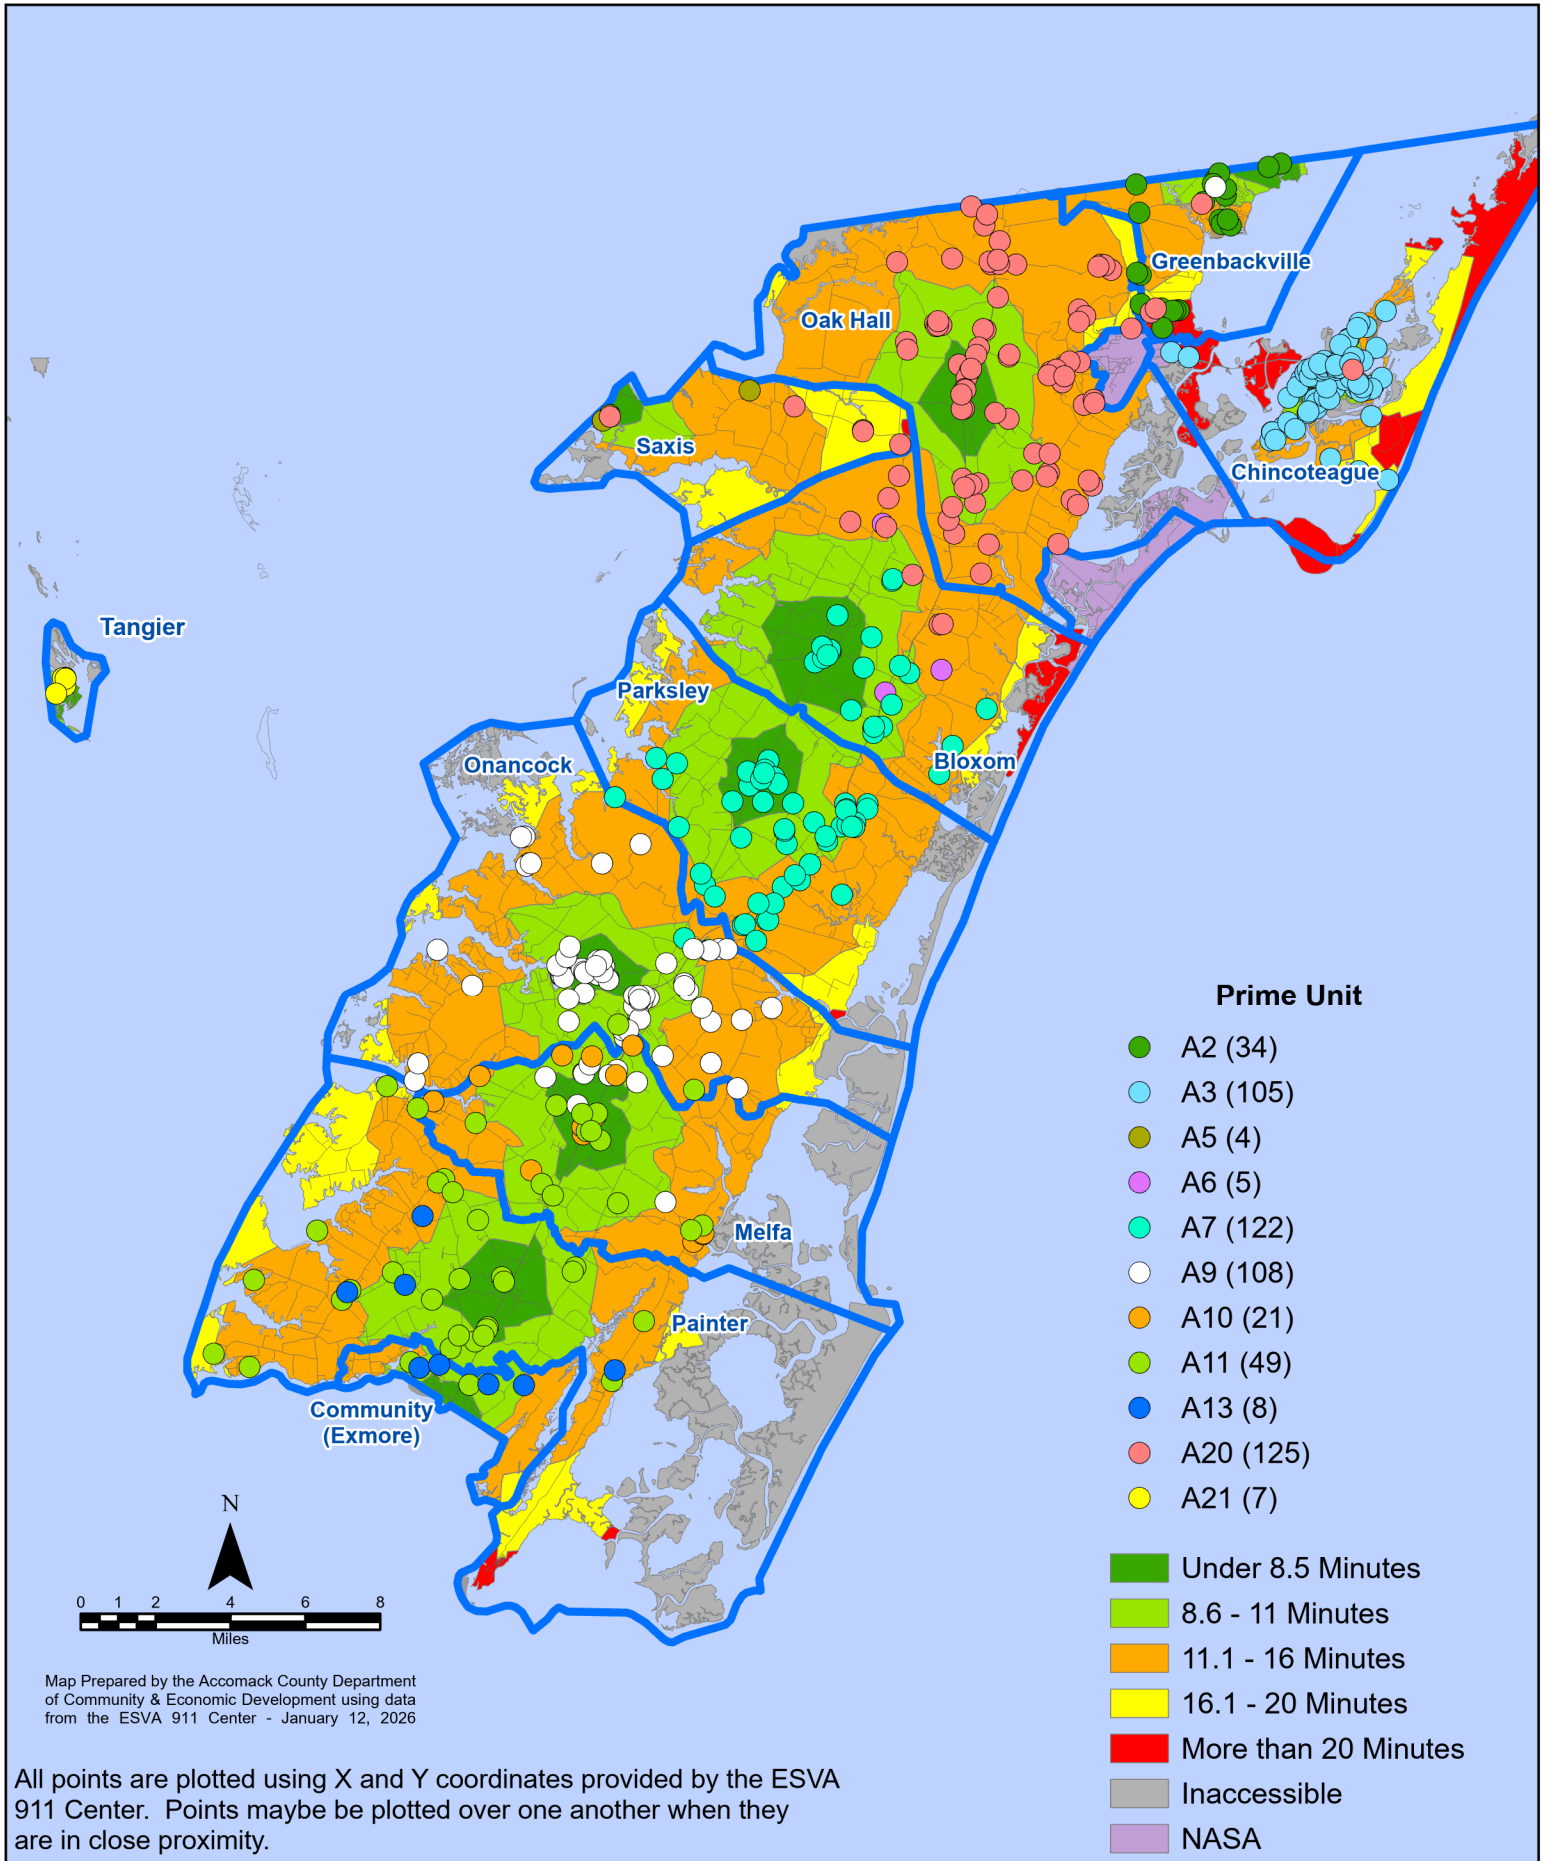 Greenbackville
Oak Hall
Saxis
Chincoteague
Tangier
Parksley
Onancock
Bloxom
Melfa
Painter
Community
(Exmore)
Prime Unit
A2 (34)
A3 (105)
A5 (4)
A6 (5)
A7 (122)
A9 (108)
A10 (21)
A11 (49)
A13 (8)
A20 (125)
A21 (7)
Under 8.5 Minutes
8.6 - 11 Minutes
11.1 - 16 Minutes
16.1 - 20 Minutes
More than 20 Minutes
Inaccessible
NASA
N
0 1 2 4 6 8
Miles
Map Prepared by the Accomack County Department
of Community & Economic Development using data
from the ESVA 911 Center - January 12, 2026
All points are plotted using X and Y coordinates provided by the ESVA
911 Center. Points maybe be plotted over one another when they
are in close proximity.